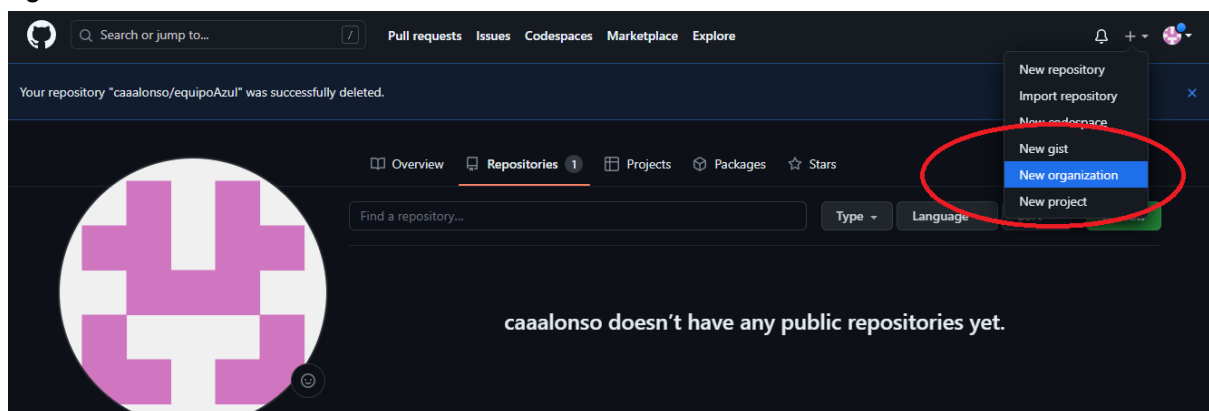 Search or jump to... / Pull requests Issues Codespaces Marketplace Explore
New repository
Your repository "caaalonso/equipoAzul" was successfully deleted.
Import repository
New codespace
New gist
New organization
New project
Overview Repositories 1 Projects Packages Stars
Find a repository... Type Language
caaalonso doesn't have any public repositories yet.